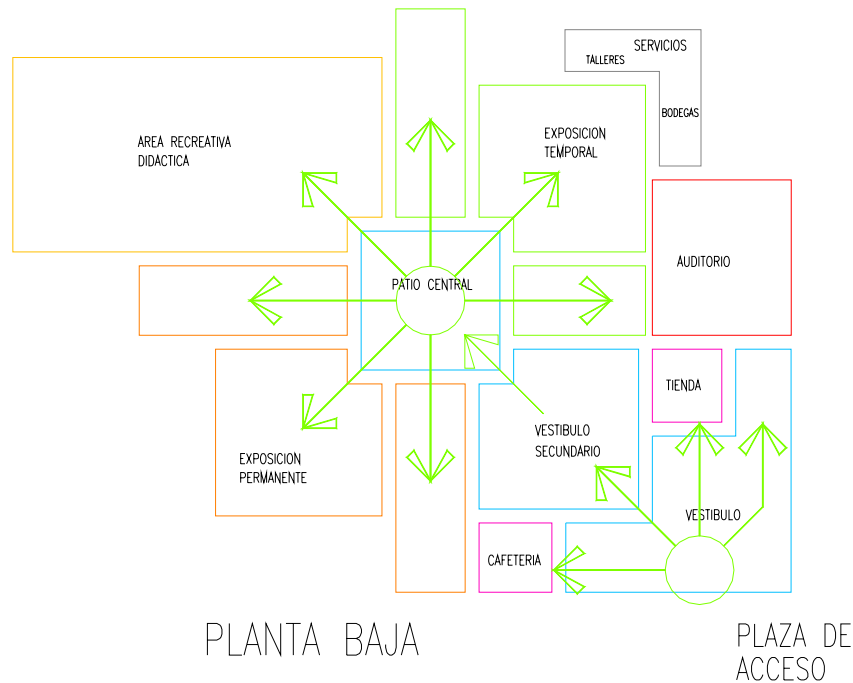 SERVICIOS
TALLERES
BODEGAS
AREA RECREATIVA
DIDACTICA
EXPOSICION
TEMPORAL
AUDITORIO
PATIO CENTRAL
TIENDA
VESTIBULO
SECUNDARIO
EXPOSICION
PERMANENTE
VESTIBULO
CAFETERIA
PLANTA BAJA
PLAZA DE
ACCESO